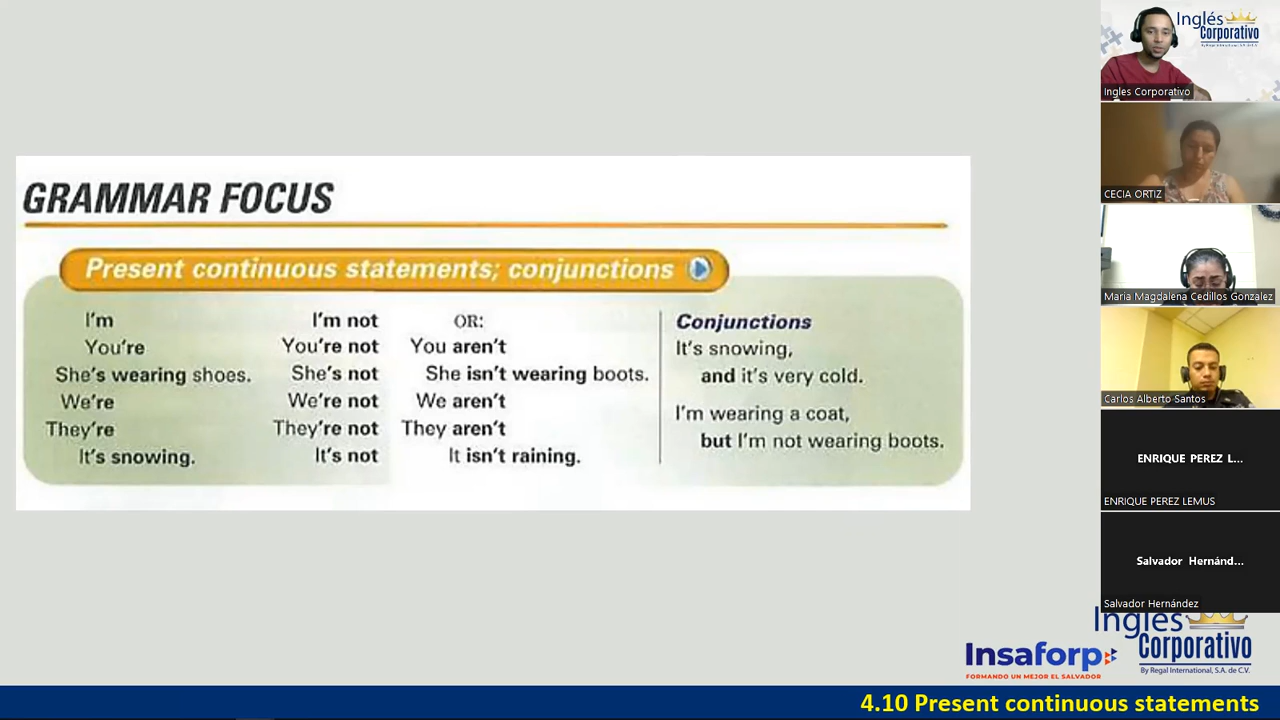 GRAMMAR FOCUS
Present continuous statements; conjunctions
I'm I'm not OR: 
You're You're not You aren't
She's wearing shoes. She's not She isn't wearing boots.
We're We're not We aren't
They're They're not They aren't
It's snowing. It's not It isn't raining.
Conjunctions
It's snowing,
and it's very cold.
I'm wearing a coat,
but I'm not wearing boots.
Inglés
Corporativo
By Regal International, S.A. de C.V.
Ingles Corporativo
CECIA ORTIZ
Maria Magdalena Cedillos Gonzalez
Carlos Alberto Santos
ENRIQUE PEREZ L...
ENRIQUE PEREZ LEMUS
Salvador Hernánd...
Salvador Hernández
Insaforp
FORMANDO UN MEJOR EL SALVADOR
Inglés
Corporativo
By Regal International, S.A. de C.V.
4.10 Present continuous statements